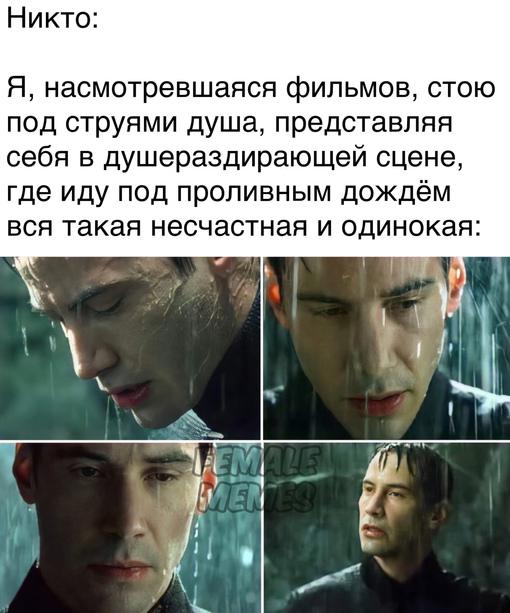 Никто:
Я, насмотревшаяся фильмов, стою
под струями душа, представляя
себя в душераздирающей сцене,
где иду под проливным дождём
вся такая несчастная и одинокая:
FEMALE
MEMES